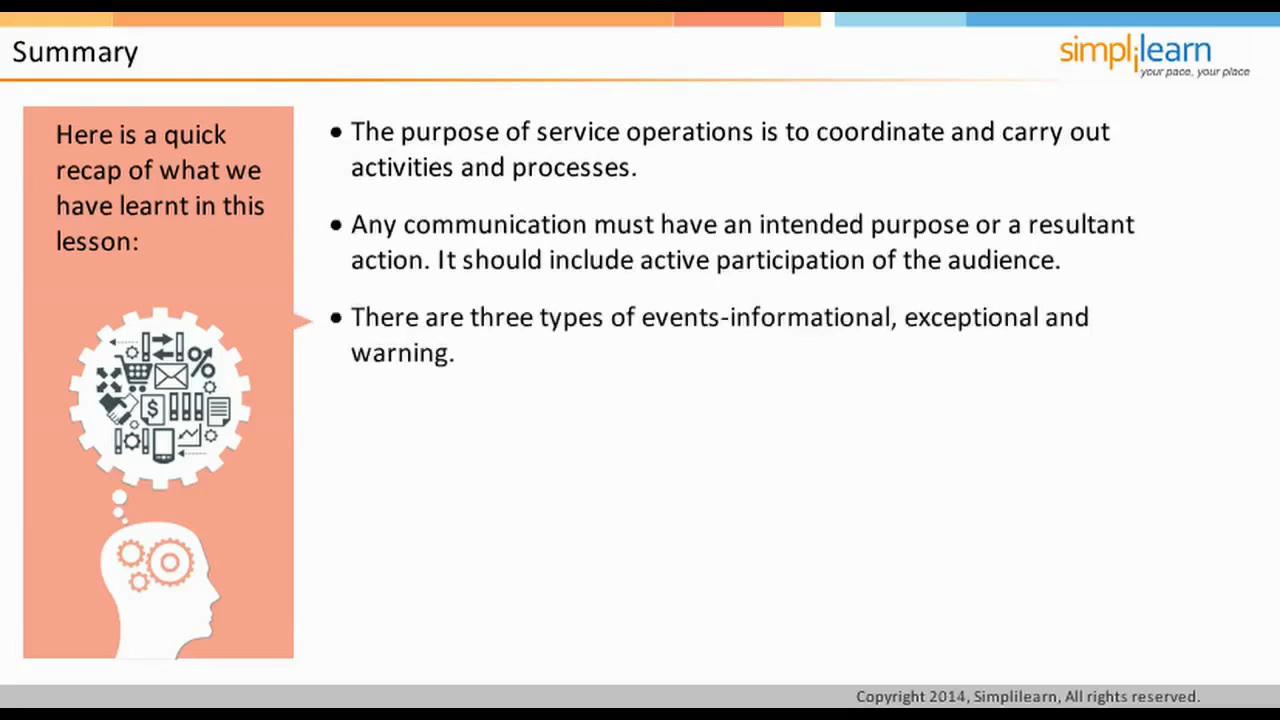 Summary
simplilearn
your pace, your place
Here is a quick
recap of what we
have learnt in this
lesson:
• The purpose of service operations is to coordinate and carry out
activities and processes.
• Any communication must have an intended purpose or a resultant
action. It should include active participation of the audience.
• There are three types of events-informational, exceptional and
warning.
Copyright 2014, Simplilearn, All rights reserved.